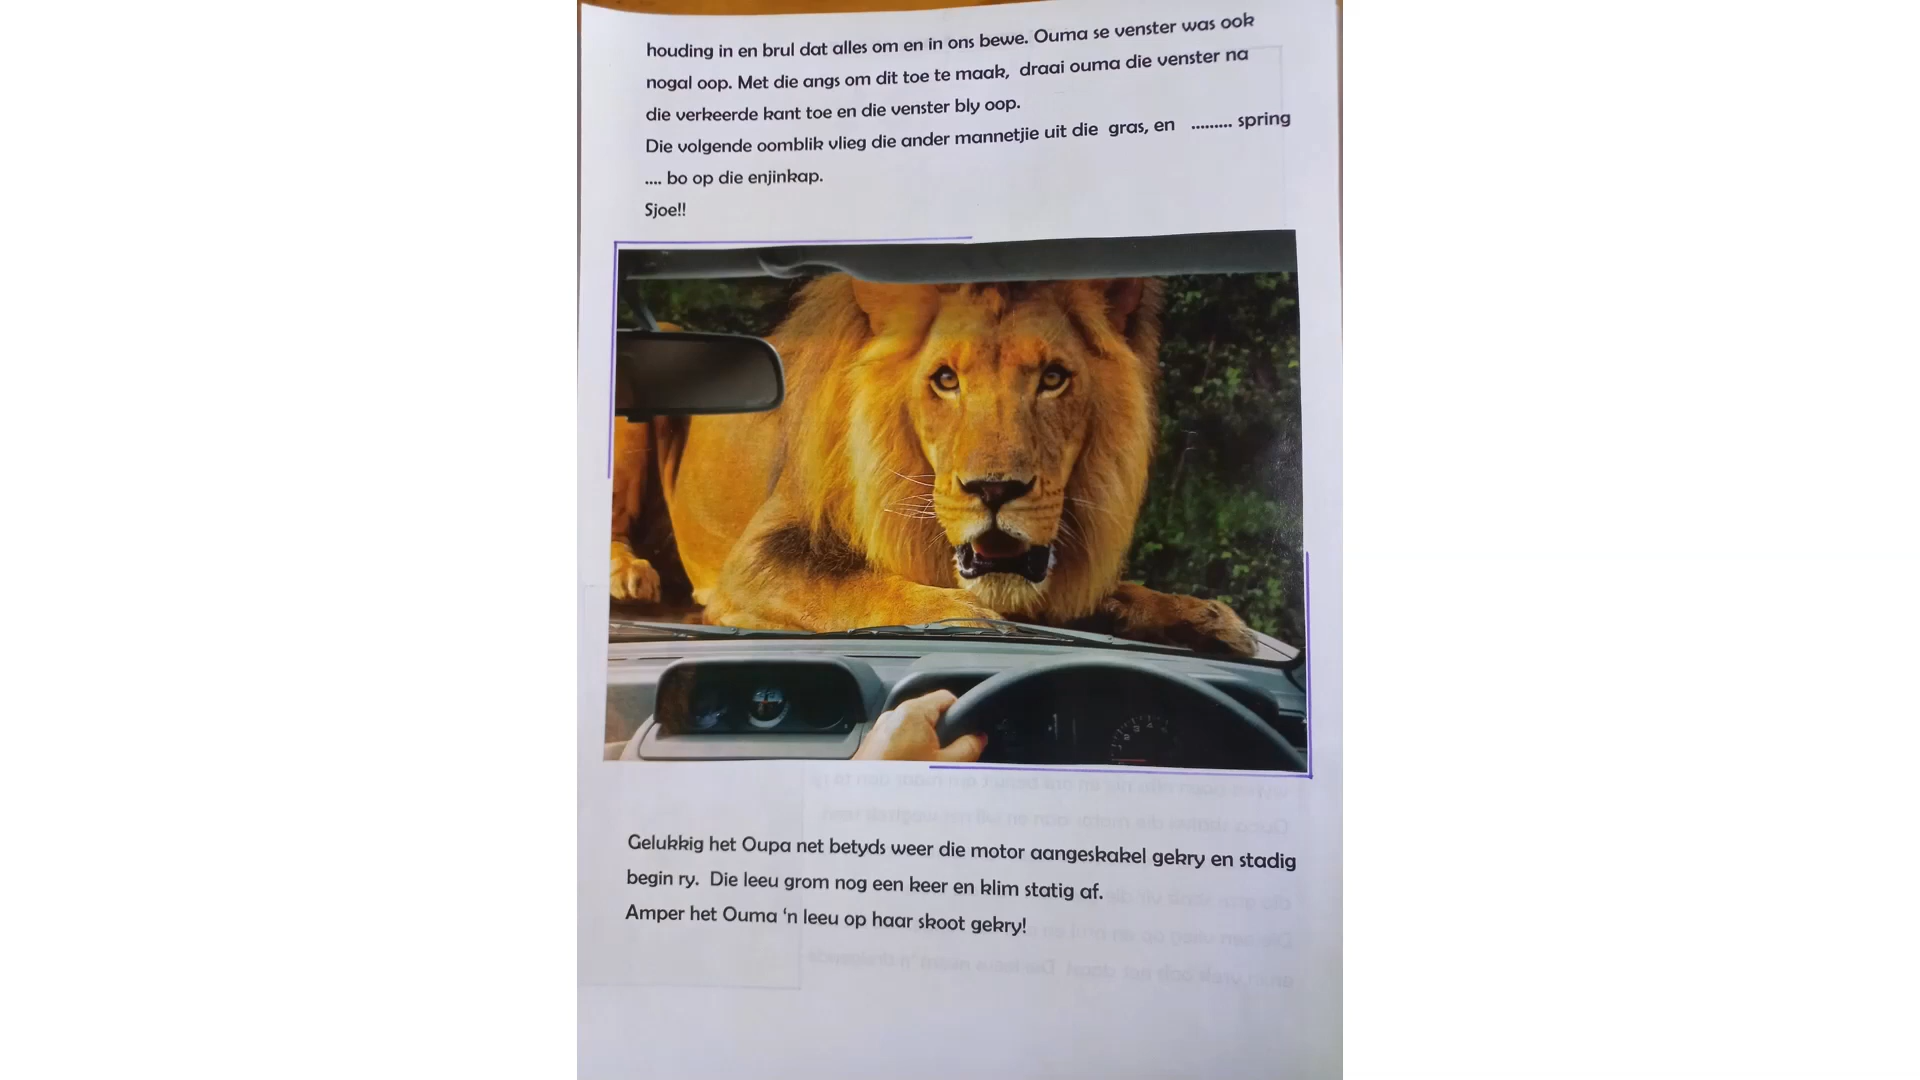 houding in en brul dat alles om en in ons bewe. Ouma se venster was ook
nogal oop. Met die angs om dit toe te maak, draai ouma die venster na
die verkeerde kant toe en die venster bly oop.
Die volgende oomblik vlieg die ander mannetjie uit die gras, en ......... spring
.... bo op die enjinkap.
Sjoe!!
Gelukkig het Oupa net betyds weer die motor aangeskakel gekry en stadig
begin ry. Die leeu grom nog een keer en klim statig af.
Amper het Ouma ‘n leeu op haar skoot gekry!